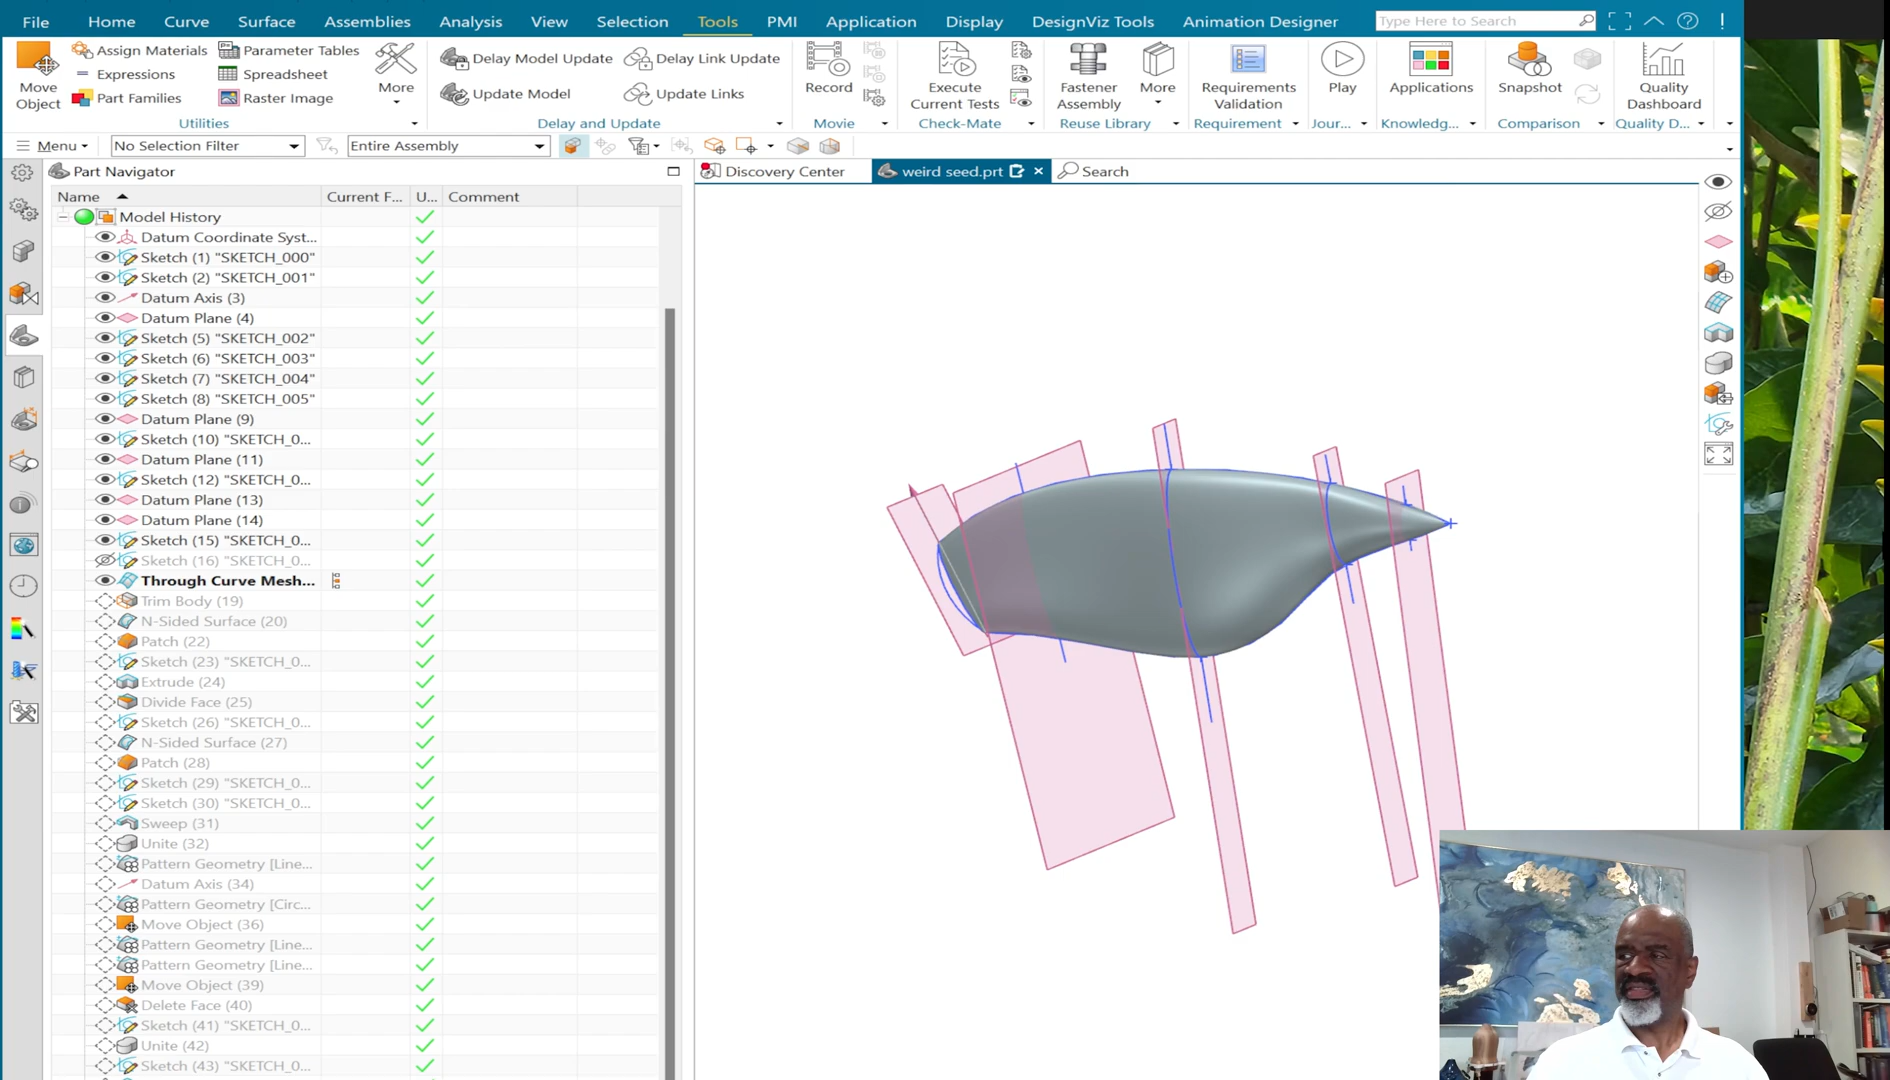 File Home Curve Surface Assemblies Analysis View Selection Tools PMI Application Display DesignViz Tools Animation Designer Type Here to Search
Move Object
Assign Materials
Expressions
Part Families
Parameter Tables
Spreadsheet
Raster Image
More
Utilities
Delay Model Update
Delay Link Update
Update Model
Update Links
Delay and Update
Record
Movie
Execute Current Tests
Check-Mate
Fastener Assembly
More
Reuse Library
Requirements Validation
Requirement
Play
Jour...
Applications
Knowledg...
Snapshot
Comparison
Quality Dashboard
Quality D...
Menu
No Selection Filter
Entire Assembly
Part Navigator
Discovery Center
weird seed.prt
Search
Name Current F... U... Comment
Model History
Datum Coordinate Syst...
Sketch (1) "SKETCH_000"
Sketch (2) "SKETCH_001"
Datum Axis (3)
Datum Plane (4)
Sketch (5) "SKETCH_002"
Sketch (6) "SKETCH_003"
Sketch (7) "SKETCH_004"
Sketch (8) "SKETCH_005"
Datum Plane (9)
Sketch (10) "SKETCH_0...
Datum Plane (11)
Sketch (12) "SKETCH_0...
Datum Plane (13)
Datum Plane (14)
Sketch (15) "SKETCH_0...
Sketch (16) "SKETCH_0...
Through Curve Mesh...
Trim Body (19)
N-Sided Surface (20)
Patch (22)
Sketch (23) "SKETCH_0...
Extrude (24)
Divide Face (25)
Sketch (26) "SKETCH_0...
N-Sided Surface (27)
Patch (28)
Sketch (29) "SKETCH_0...
Sketch (30) "SKETCH_0...
Sweep (31)
Unite (32)
Pattern Geometry [Line...
Datum Axis (34)
Pattern Geometry [Circ...
Move Object (36)
Pattern Geometry [Line...
Pattern Geometry [Line...
Move Object (39)
Delete Face (40)
Sketch (41) "SKETCH_0...
Unite (42)
Sketch (43) "SKETCH_0...